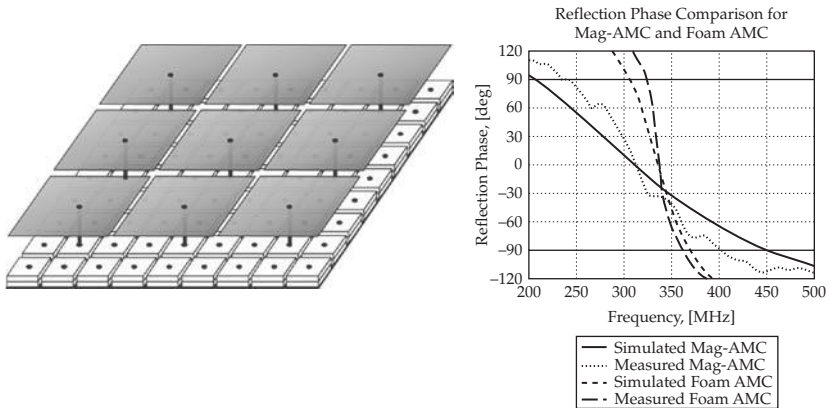 Reflection Phase Comparison for
Mag-AMC and Foam AMC
Reflection Phase, [deg]
120
90
60
30
0
−30
−60
−90
−120
200 250 300 350 400 450 500
Frequency, [MHz]
Simulated Mag-AMC
Measured Mag-AMC
Simulated Foam AMC
Measured Foam AMC